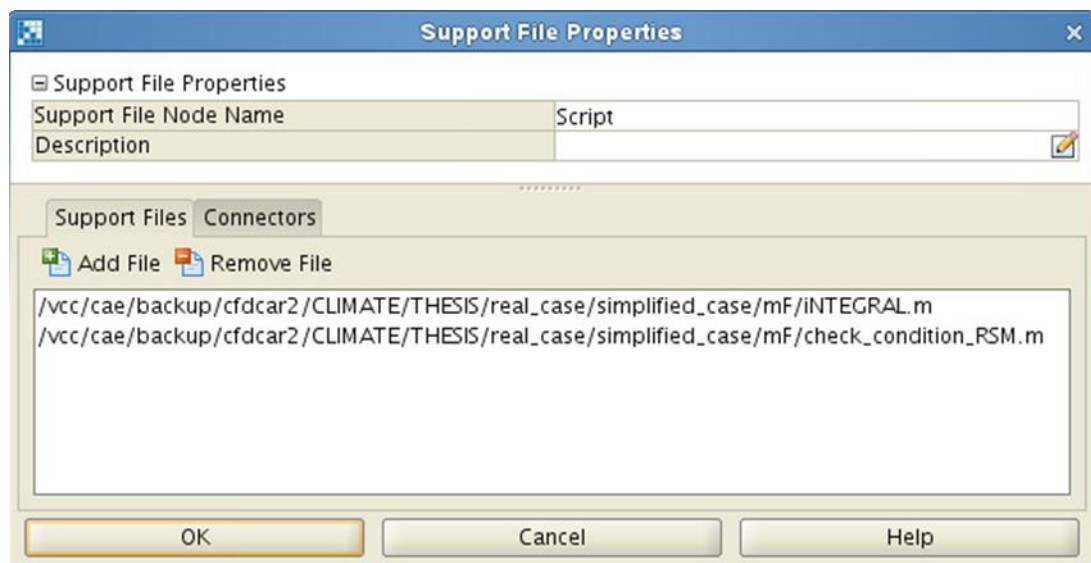 Support File Properties
Support File Properties
Support File Node Name Script
Description
Support Files Connectors
Add File Remove File
/vcc/cae/backup/cfdcar2/CLIMATE/THESIS/real_case/simplified_case/mF/iNTEGRAL.m
/vcc/cae/backup/cfdcar2/CLIMATE/THESIS/real_case/simplified_case/mF/check_condition_RSM.m
OK Cancel Help